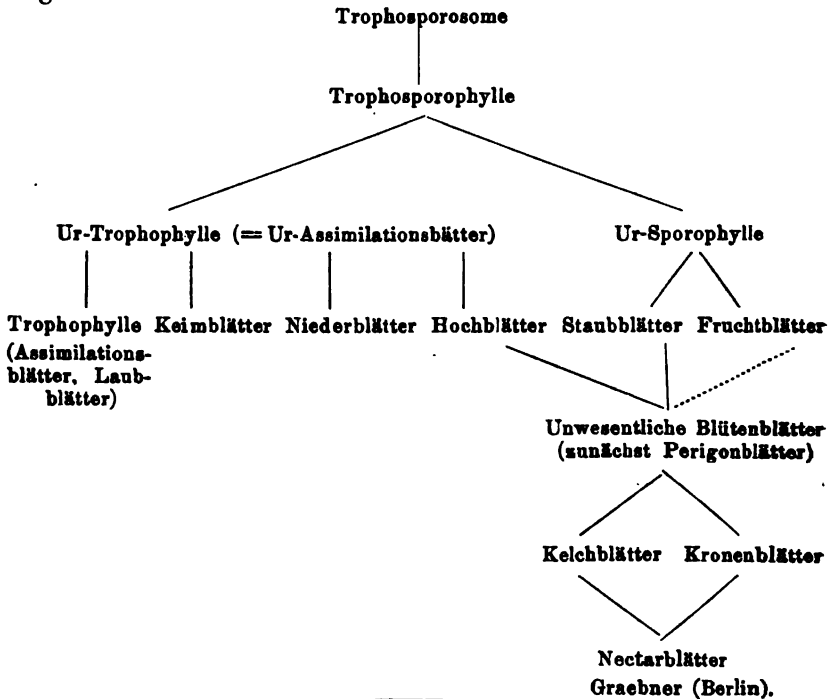 Trophosporosome
Trophosporophylle
Ur-Trophophylle (= Ur-Assimilationsbätter) Ur-Sporophylle
Trophophylle Keimblätter Niederblätter Hochblätter Staubblätter Fruchtblätter
(Assimilations-
blätter, Laub-
blätter)
Unwesentliche Blütenblätter
(zunächst Perigonblätter)
Kelchblätter Kronenblätter
Nectarblätter
Graebner (Berlin).